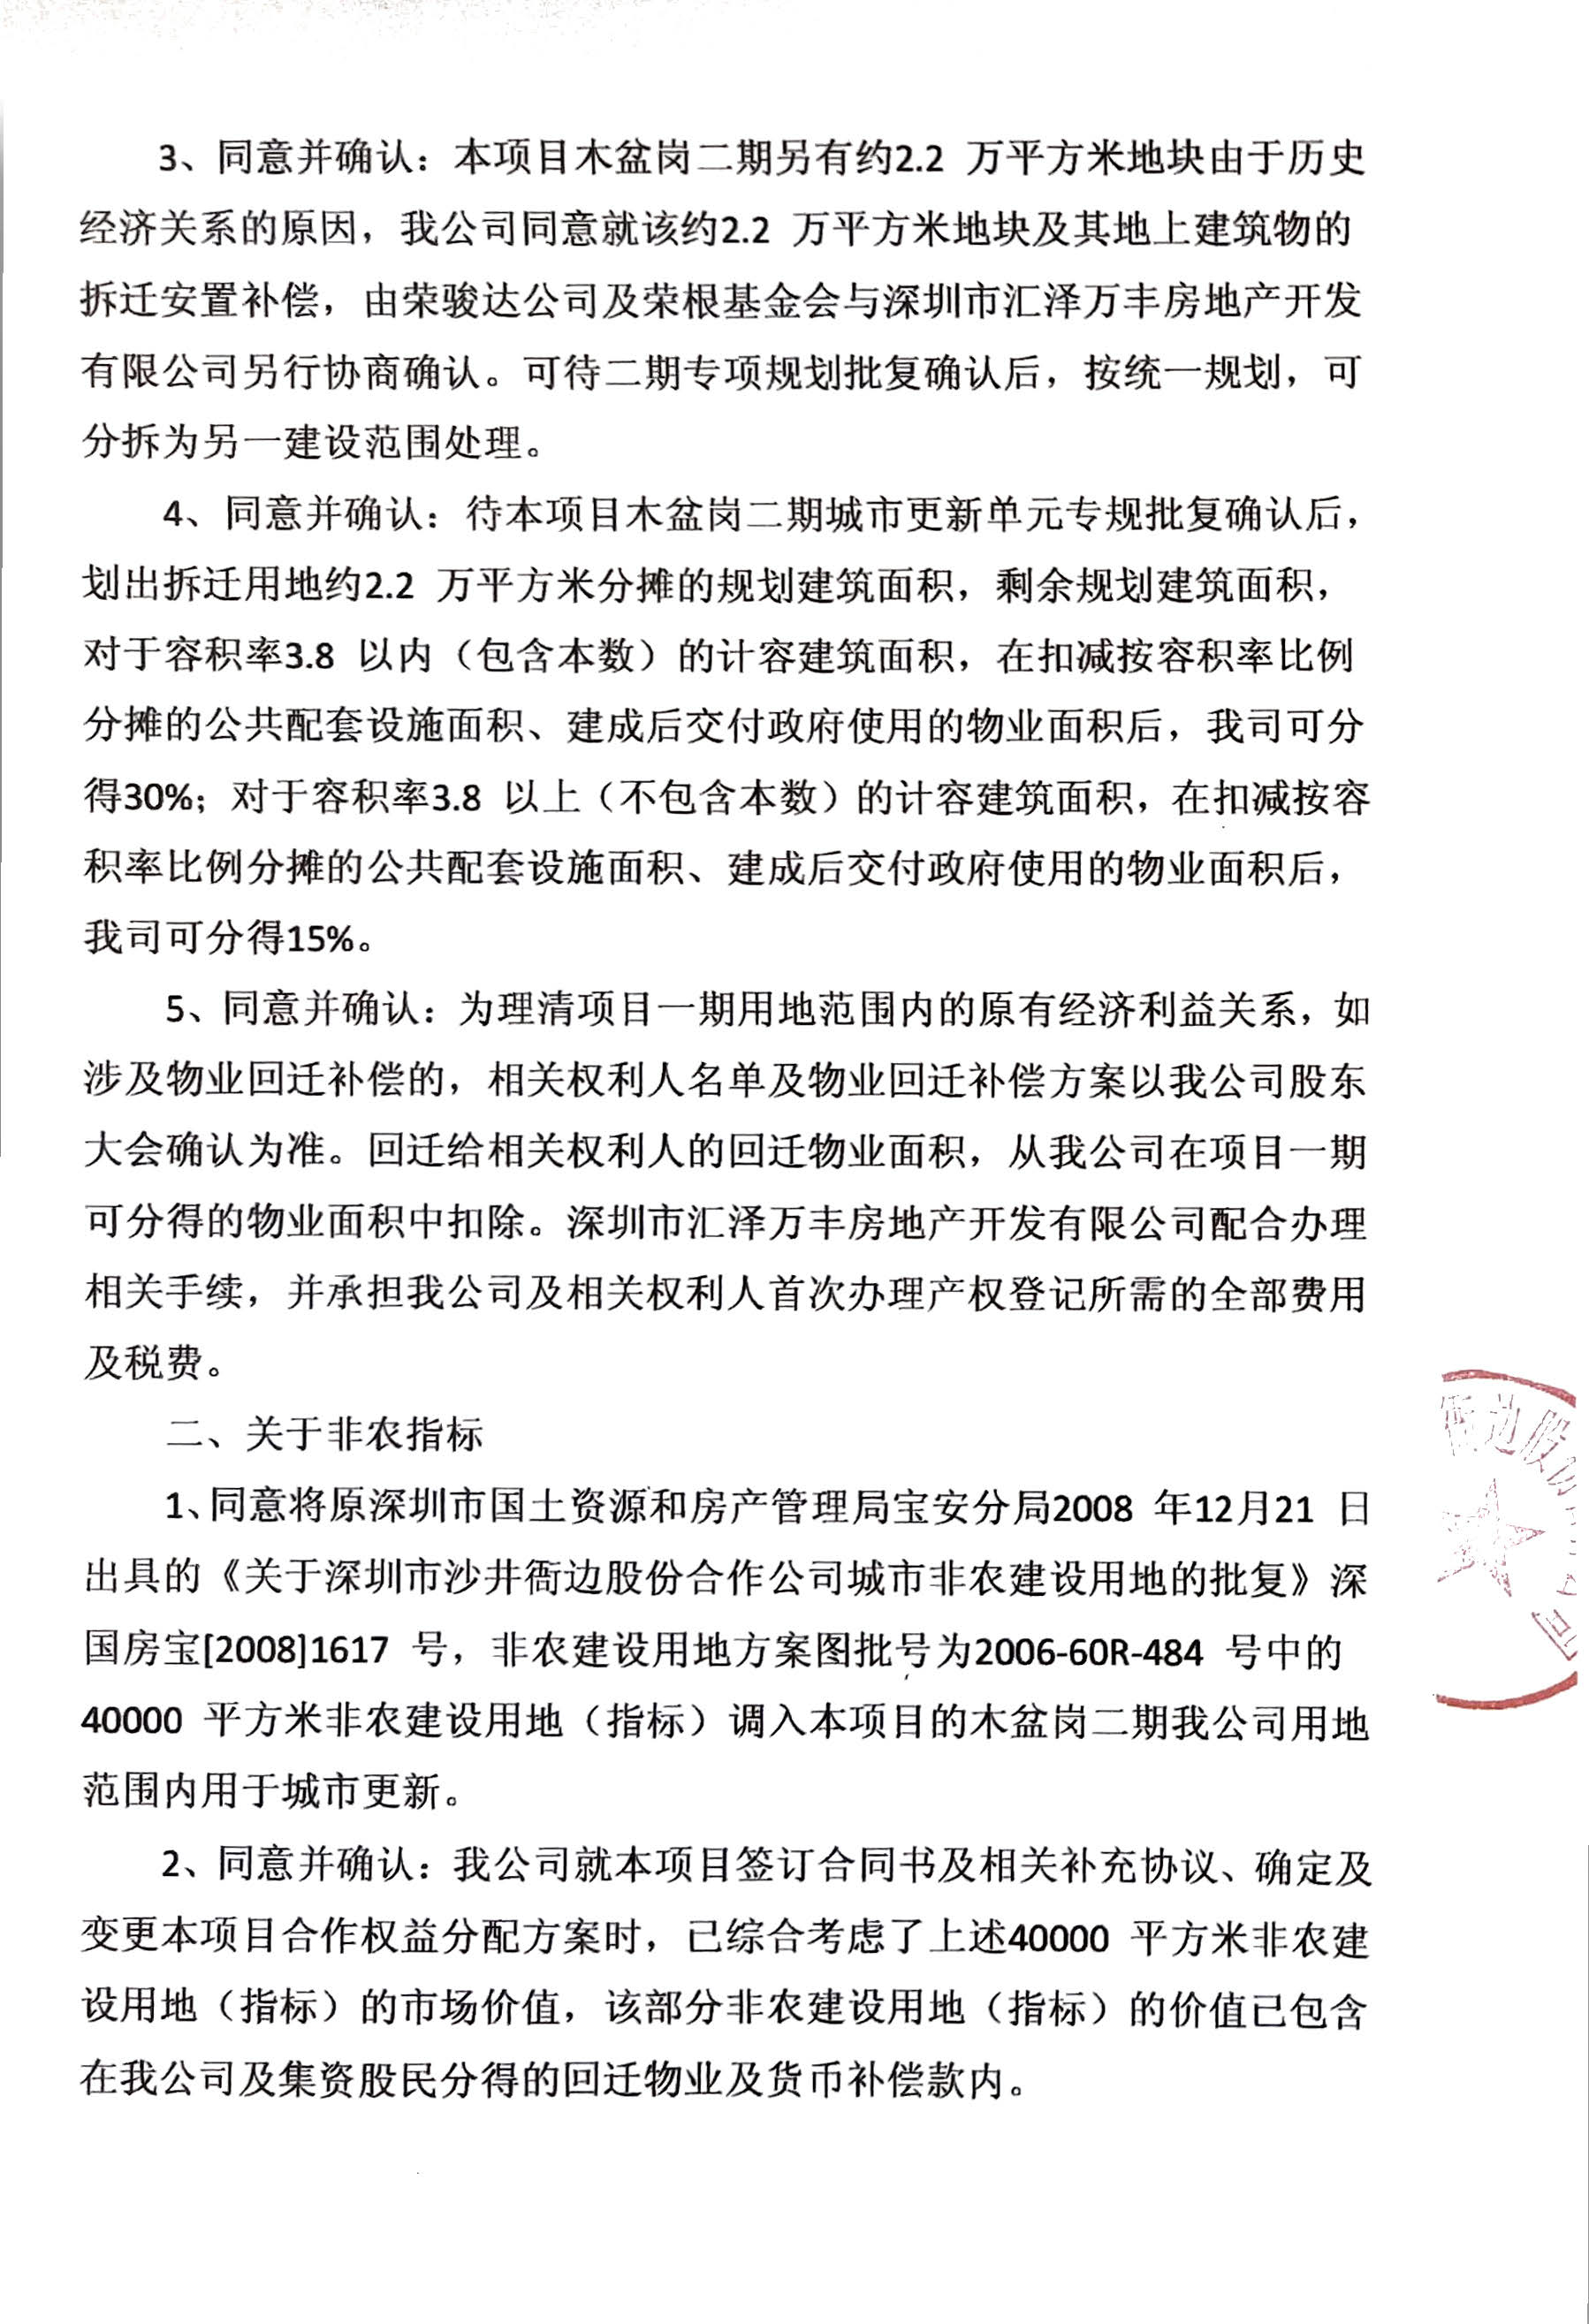 3、同意并确认：本项目木盆岗二期另有约2.2 万平方米地块由于历史
经济关系的原因，我公司同意就该约2.2 万平方米地块及其地上建筑物的
拆迁安置补偿，由荣骏达公司及荣根基金会与深圳市汇泽万丰房地产开发
有限公司另行协商确认。可待二期专项规划批复确认后，按统一规划，可
分拆为另一建设范围处理。
4、同意并确认：待本项目木盆岗二期城市更新单元专规批复确认后，
划出拆迁用地约2.2 万平方米分摊的规划建筑面积，剩余规划建筑面积，
对于容积率3.8 以内（包含本数）的计容建筑面积，在扣减按容积率比例
分摊的公共配套设施面积、建成后交付政府使用的物业面积后，我司可分
得30%；对于容积率3.8 以上（不包含本数）的计容建筑面积，在扣减按容
积率比例分摊的公共配套设施面积、建成后交付政府使用的物业面积后，
我司可分得15%。
5、同意并确认：为理清项目一期用地范围内的原有经济利益关系，如
涉及物业回迁补偿的，相关权利人名单及物业回迁补偿方案以我公司股东
大会确认为准。回迁给相关权利人的回迁物业面积，从我公司在项目一期
可分得的物业面积中扣除。深圳市汇泽万丰房地产开发有限公司配合办理
相关手续，并承担我公司及相关权利人首次办理产权登记所需的全部费用
及税费。
二、关于非农指标
1、同意将原深圳市国土资源和房产管理局宝安分局2008 年12月21 日
出具的《关于深圳市沙井衙边股份合作公司城市非农建设用地的批复》深
国房宝[2008]1617 号，非农建设用地方案图批号为2006-60R-484 号中的
40000 平方米非农建设用地（指标）调入本项目的木盆岗二期我公司用地
范围内用于城市更新。
2、同意并确认：我公司就本项目签订合同书及相关补充协议、确定及
变更本项目合作权益分配方案时，已综合考虑了上述40000 平方米非农建
设用地（指标）的市场价值，该部分非农建设用地（指标）的价值已包含
在我公司及集资股民分得的回迁物业及货币补偿款内。
衙边股份
司